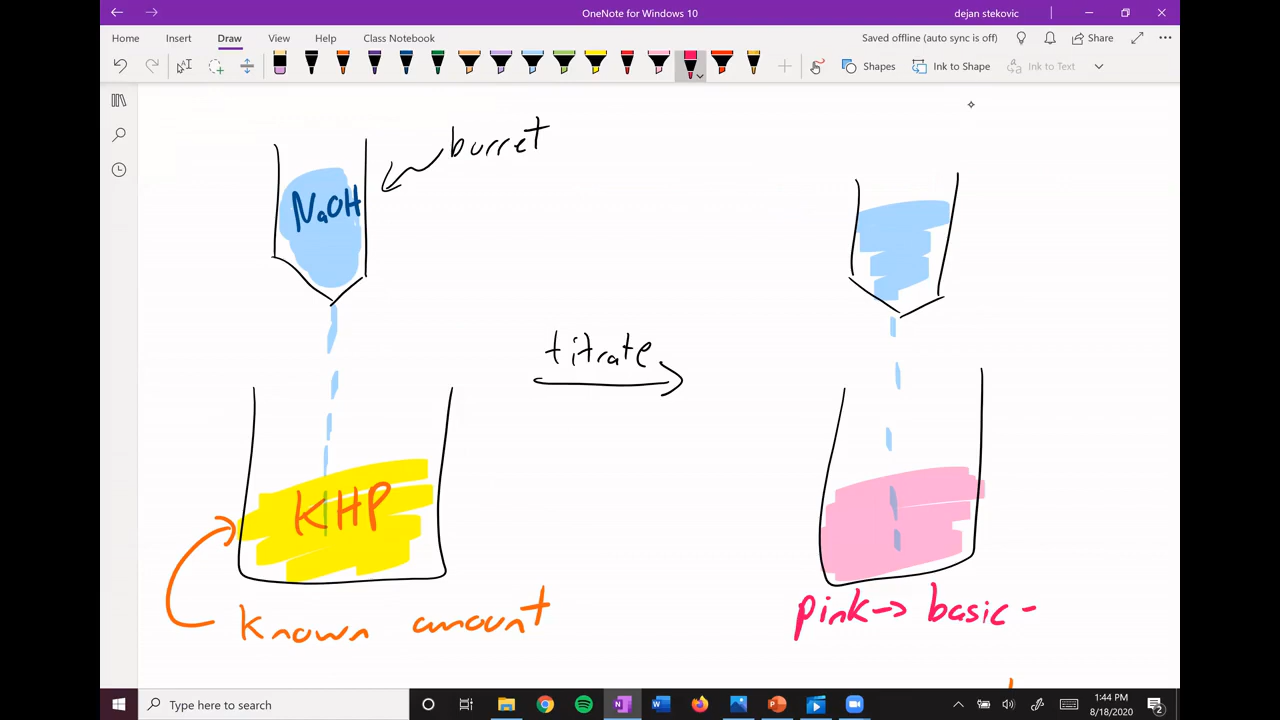 OneNote for Windows 10
dejan stekovic
Home Insert Draw View Help Class Notebook
Saved offline (auto sync is off)
Share
Shapes
Ink to Shape
Ink to Text
burret
NaOH
titrate
KHP
known amount
pink→ basic -
Type here to search
1:44 PM
8/18/2020
2